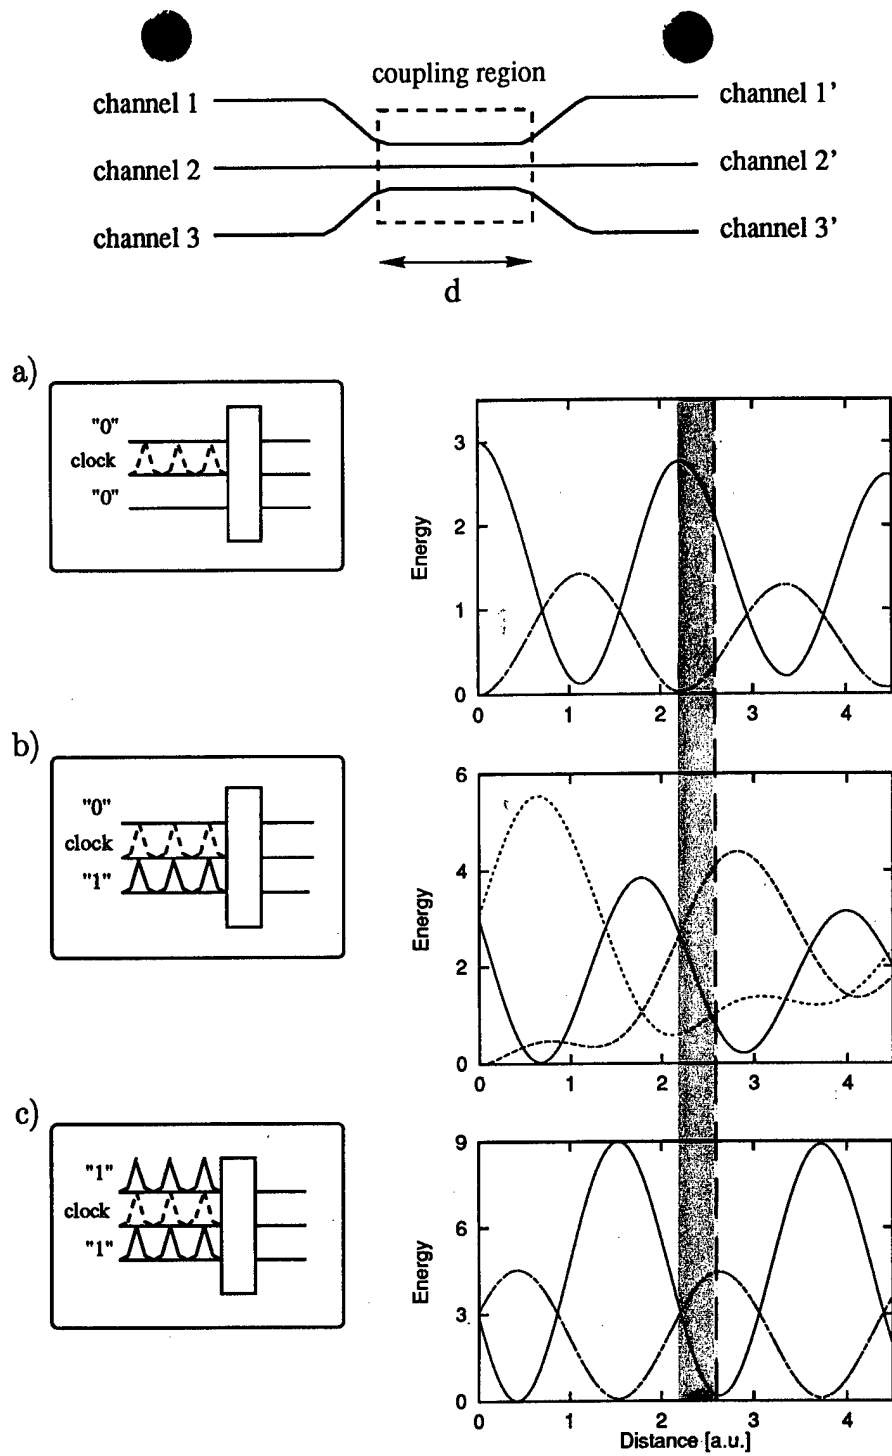 coupling region
channel 1
channel 1'
channel 2
channel 2'
channel 3
channel 3'
d
a)
"0"
clock
"0"
Energy
3
2
1
0
0 1 2 3 4
b)
"0"
clock
"1"
Energy
6
4
2
0
0 1 2 3 4
c)
"1"
clock
"1"
Energy
9
6
3
0
0 1 2 3 4
Distance [a.u.]